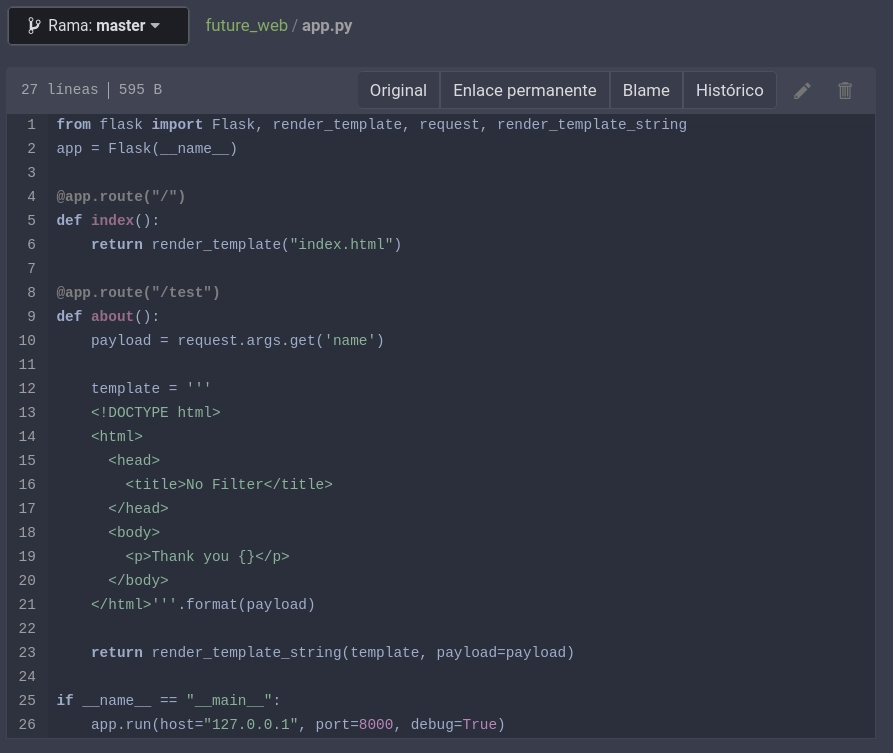 Rama: master
future_web / app.py
27 líneas | 595 B
Original
Enlace permanente
Blame
Histórico
1 from flask import Flask, render_template, request, render_template_string
2 app = Flask(__name__)
3
4 @app.route("/")
5 def index():
6     return render_template("index.html")
7
8 @app.route("/test")
9 def about():
10     payload = request.args.get('name')
11
12     template = '''
13     <!DOCTYPE html>
14     <html>
15       <head>
16         <title>No Filter</title>
17       </head>
18       <body>
19         <p>Thank you {}</p>
20       </body>
21     </html>'''.format(payload)
22
23     return render_template_string(template, payload=payload)
24
25 if __name__ == "__main__":
26     app.run(host="127.0.0.1", port=8000, debug=True)